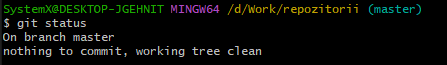 SystemX@DESKTOP-JGEHNIT MINGW64 /d/Work/repozitorii (master)
$ git status
On branch master
nothing to commit, working tree clean